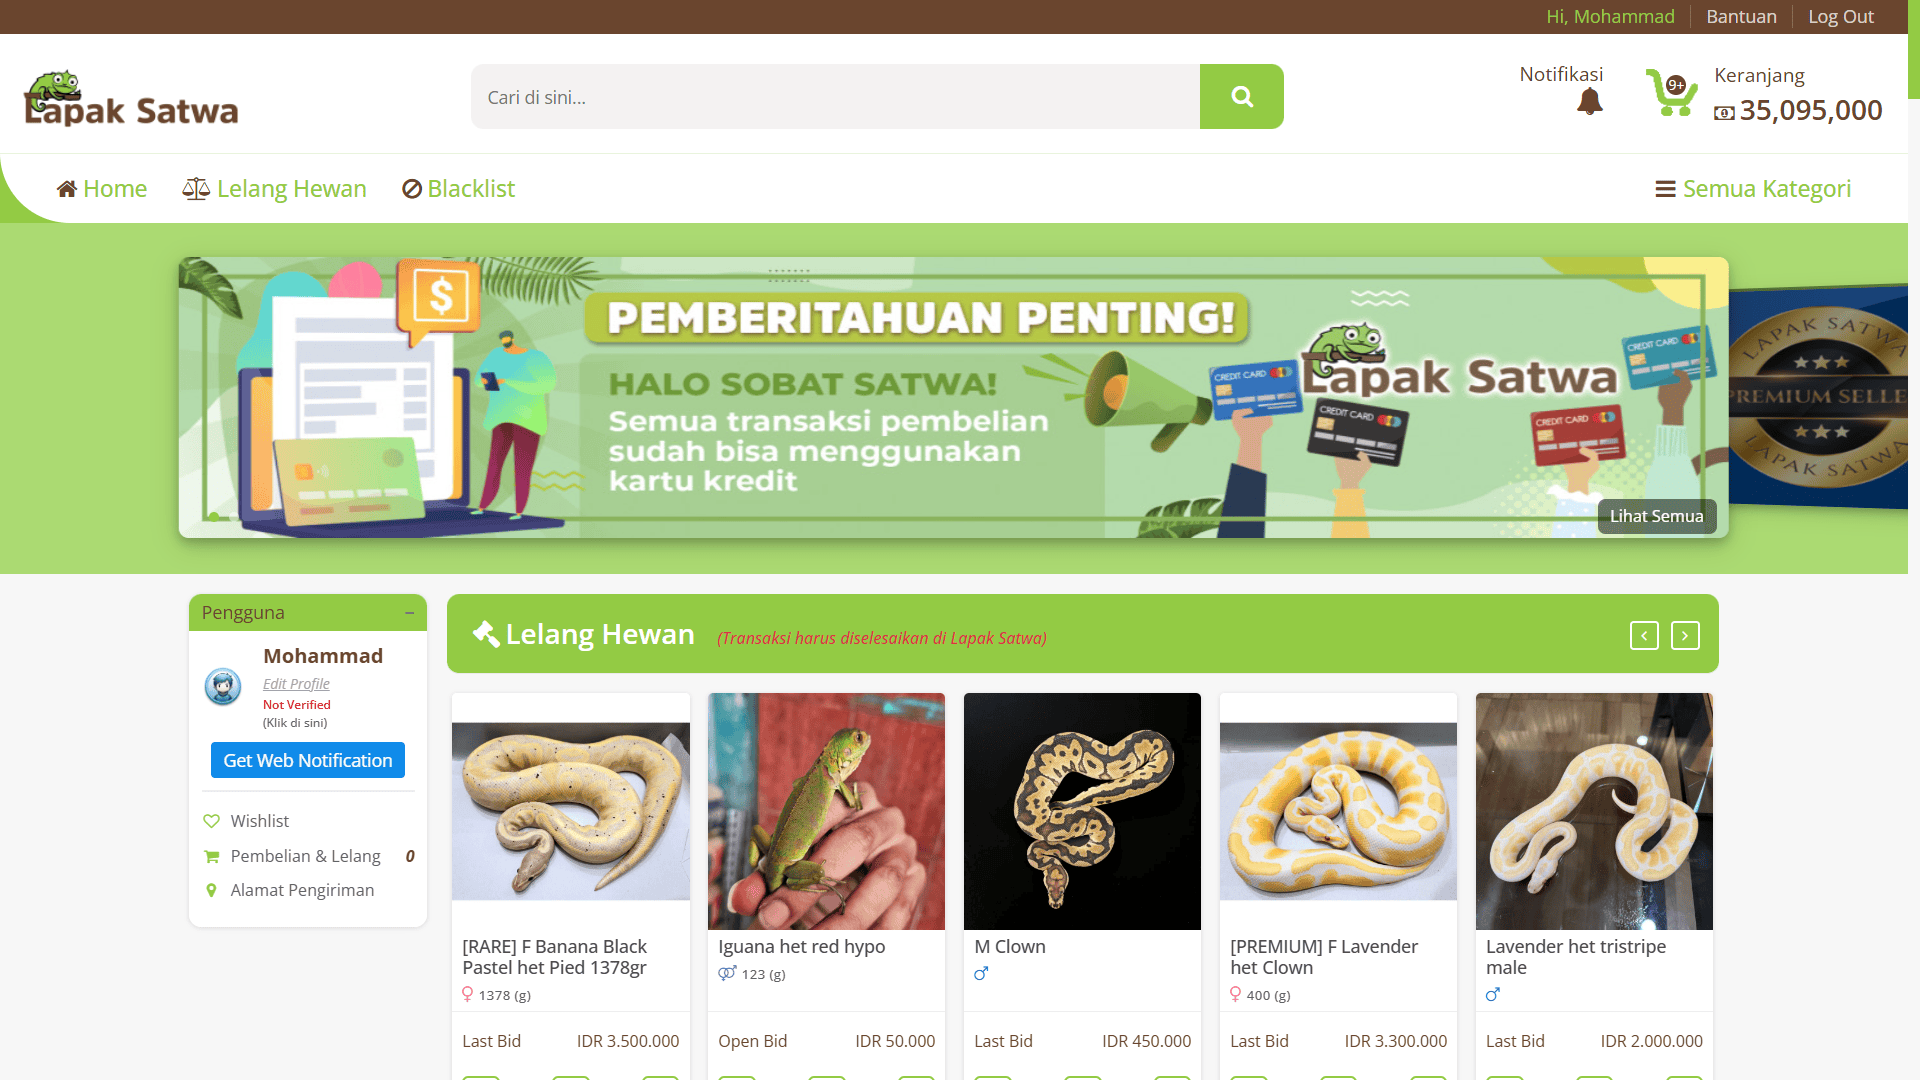 Hi, Mohammad
Bantuan
Log Out
Lapak Satwa
Cari di sini...
Notifikasi
9+
Keranjang
35,095,000
Home
Lelang Hewan
Blacklist
Semua Kategori
$
PEMBERITAHUAN PENTING!
HALO SOBAT SATWA!
Semua transaksi pembelian
sudah bisa menggunakan
kartu kredit
CREDIT CARD
Lapak Satwa
CREDIT CARD
CREDIT CARD
CREDIT CARD
Lihat Semua
LAPAK SATWA
PREMIUM SELLE
LAPAK SATWA
Pengguna
Mohammad
Edit Profile
Not Verified
(Klik di sini)
Get Web Notification
Wishlist
Pembelian & Lelang 0
Alamat Pengiriman
Lelang Hewan (Transaksi harus diselesaikan di Lapak Satwa)
[RARE] F Banana Black
Pastel het Pied 1378gr
1378 (g)
Last Bid IDR 3.500.000
Iguana het red hypo
123 (g)
Open Bid IDR 50.000
M Clown
Last Bid IDR 450.000
[PREMIUM] F Lavender
het Clown
400 (g)
Last Bid IDR 3.300.000
Lavender het tristripe
male
Last Bid IDR 2.000.000